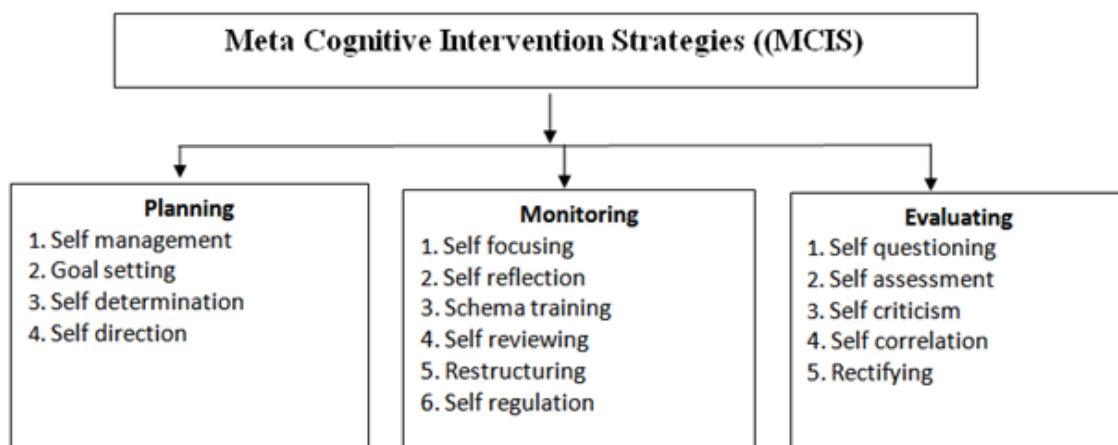 Meta Cognitive Intervention Strategies ((MCIS)
Planning
1. Self management
2. Goal setting
3. Self determination
4. Self direction
Monitoring
1. Self focusing
2. Self reflection
3. Schema training
4. Self reviewing
5. Restructuring
6. Self regulation
Evaluating
1. Self questioning
2. Self assessment
3. Self criticism
4. Self correlation
5. Rectifying